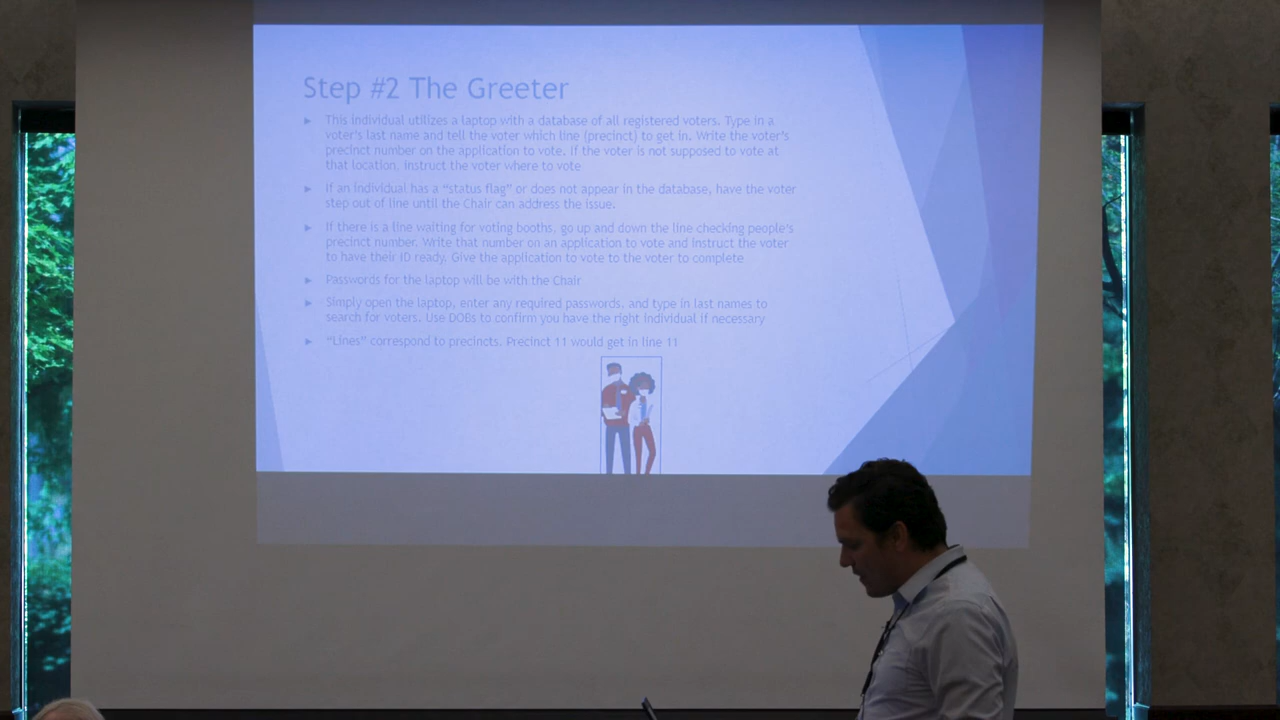 Step #2 The Greeter
This individual utilizes a laptop with a database of all registered voters. Type in a
voter's last name and tell the voter which line (precinct) to get in. Write the voter's
precinct number on the application to vote. If the voter is not supposed to vote at
that location, instruct the voter where to vote
If an individual has a "status flag" or does not appear in the database, have the voter
step out of line until the Chair can address the issue.
If there is a line waiting for voting booths, go up and down the line checking people's
precinct number. Write that number on an application to vote and instruct the voter
to have their ID ready. Give the application to vote to the voter to complete
Passwords for the laptop will be with the Chair
Simply open the laptop, enter any required passwords, and type in last names to
search for voters. Use DOBs to confirm you have the right individual if necessary
"Lines" correspond to precincts. Precinct 11 would get in line 11